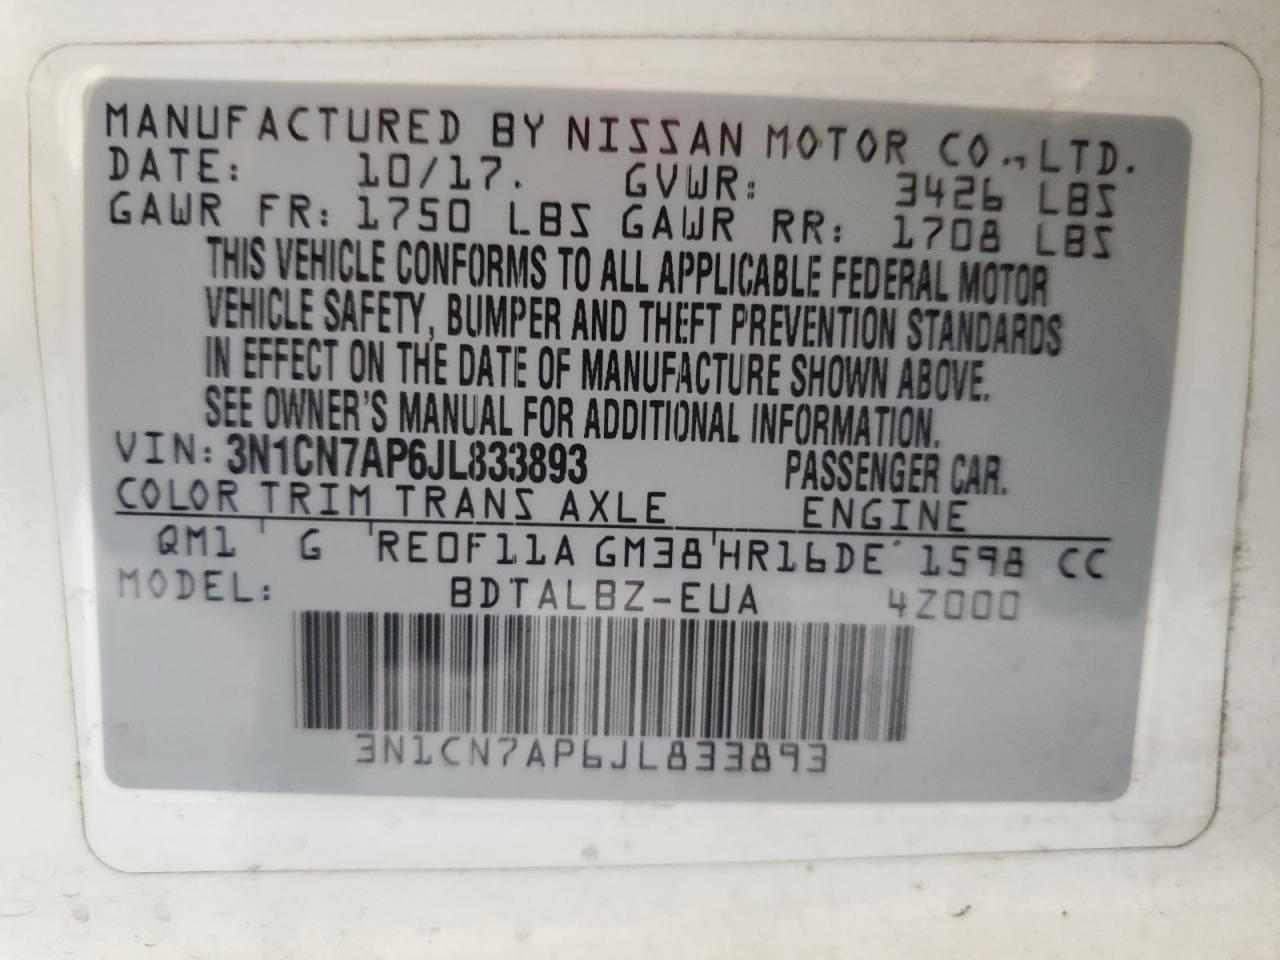 MANUFACTURED BY NISSAN MOTOR CO., LTD.
DATE: 10/17. GVWR: 3426 LBS
GAWR FR: 1750 LBS GAWR RR: 1708 LBS
THIS VEHICLE CONFORMS TO ALL APPLICABLE FEDERAL MOTOR
VEHICLE SAFETY, BUMPER AND THEFT PREVENTION STANDARDS
IN EFFECT ON THE DATE OF MANUFACTURE SHOWN ABOVE.
SEE OWNER'S MANUAL FOR ADDITIONAL INFORMATION.
VIN: 3N1CN7AP6JL833893 PASSENGER CAR.
COLOR TRIM TRANS AXLE ENGINE
QM1 ' G 'RE0F11A GM38'HR16DE' 1598 CC
MODEL: BDTALBZ-EUA 4Z000
3N1CN7AP6JL833893